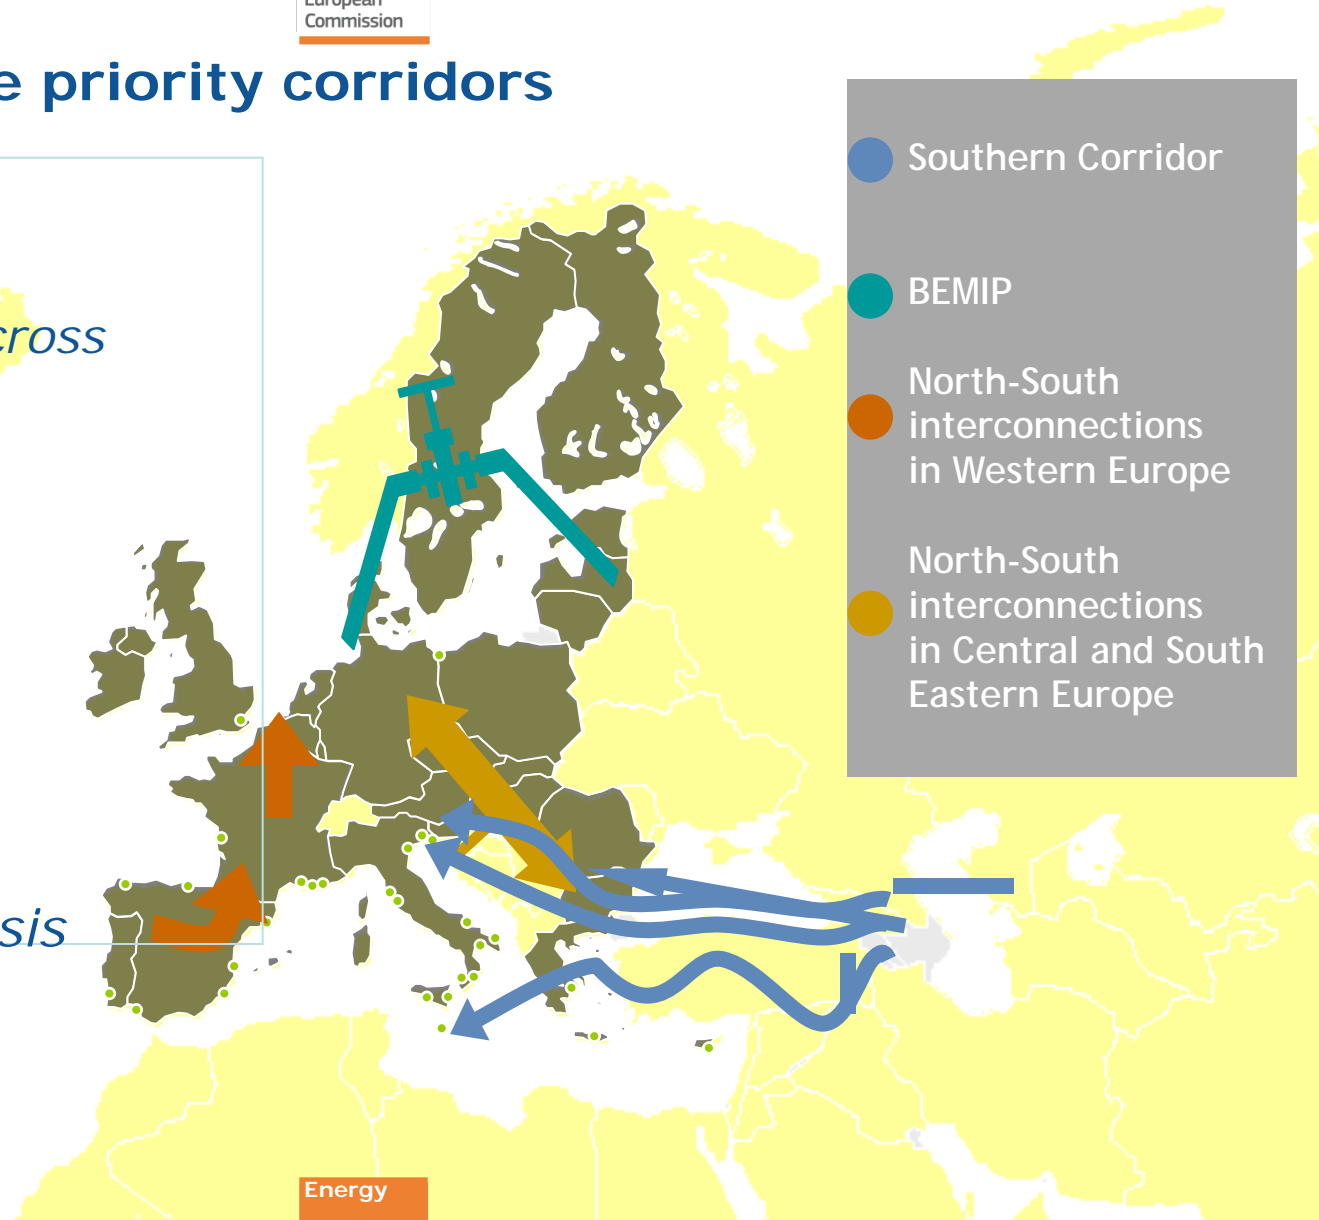 European
Commission
e priority corridors
cross
sis
Southern Corridor
BEMIP
North-South
interconnections
in Western Europe
North-South
interconnections
in Central and South
Eastern Europe
Energy